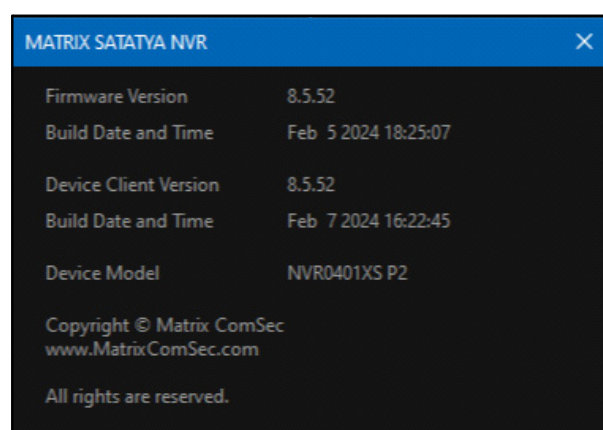 MATRIX SATATYA NVR
Firmware Version 8.5.52
Build Date and Time Feb 5 2024 18:25:07
Device Client Version 8.5.52
Build Date and Time Feb 7 2024 16:22:45
Device Model NVR0401XS P2
Copyright © Matrix ComSec
www.MatrixComSec.com
All rights are reserved.